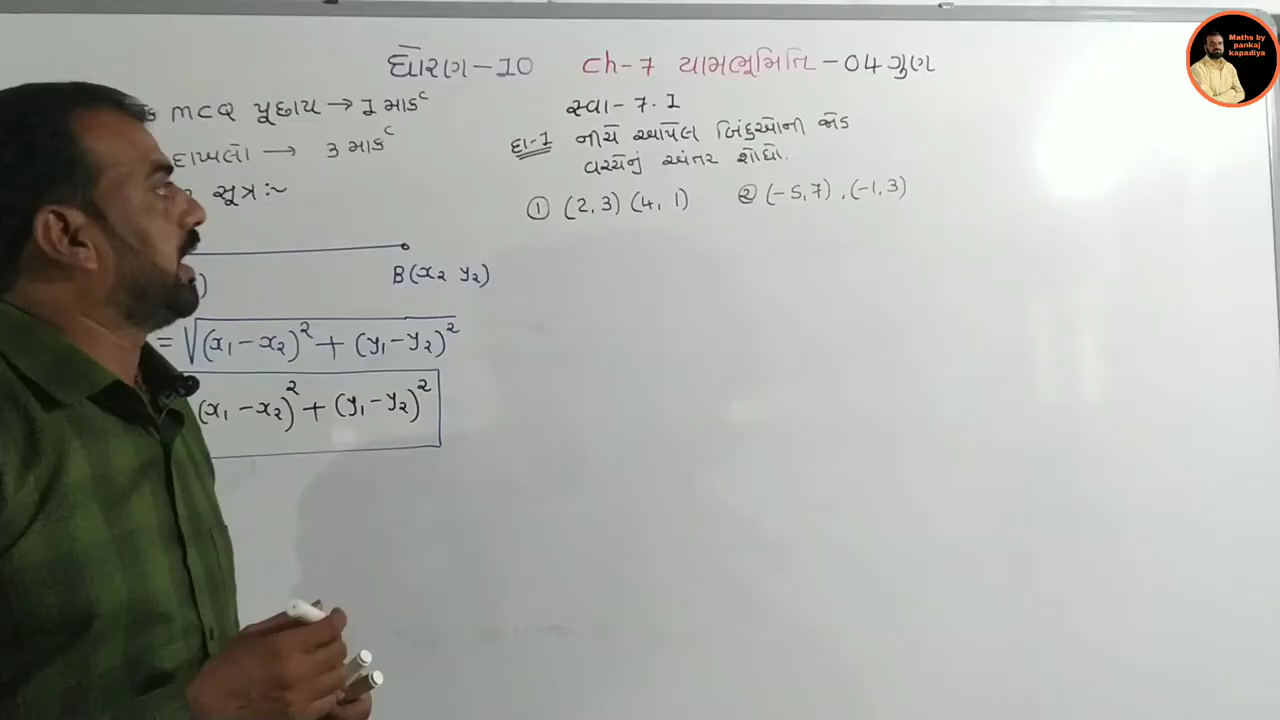 ધોરણ-10 ch-7 યામભૂમિતિ-04 ગુણ
MCQ પૂછાય → 1 માર્ક
દાખલો → 3 માર્ક
સૂત્ર :~
B(x₂ y₂)
= √(x₁-x₂)²+(y₁-y₂)²
(x₁-x₂)²+(y₁-y₂)²
સ્વા-7.1
દા-1 નીચે આપેલ બિંદુઓની જોડ
વચ્ચેનું અંતર શોધો.
① (2,3) (4,1) ② (-5,7),(-1,3)
Maths by
pankaj
kapadiya